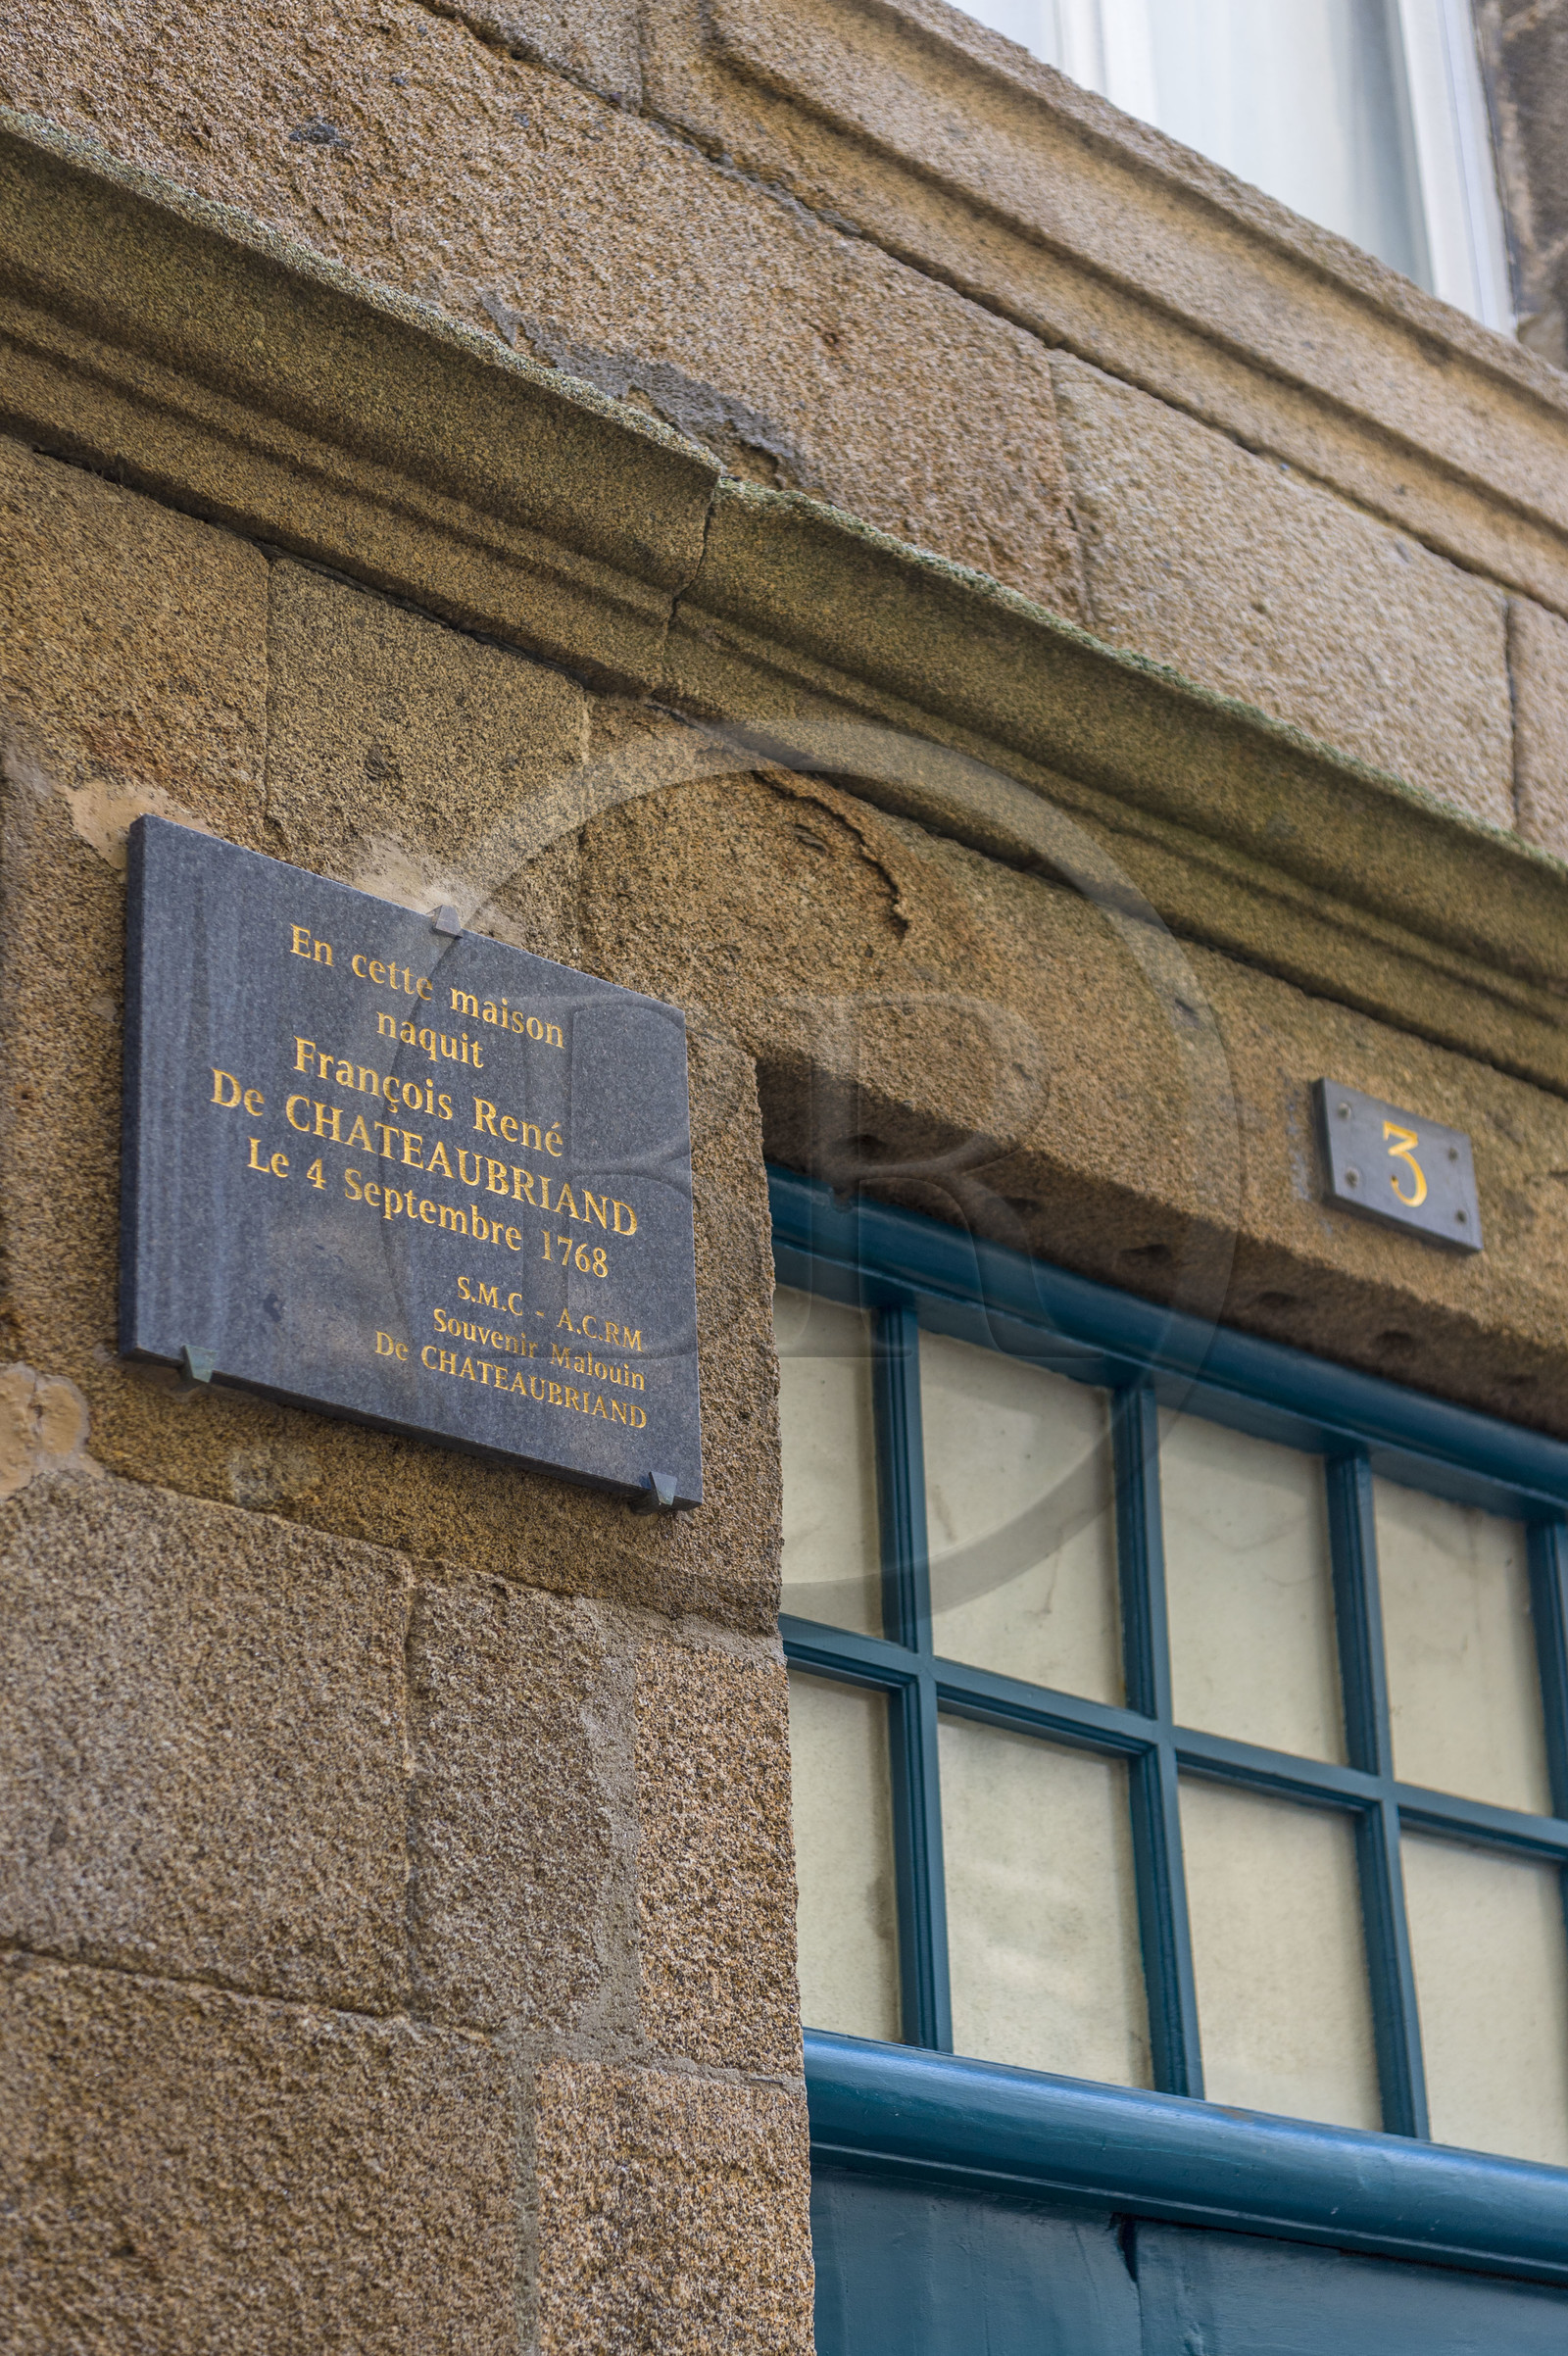 En cette maison
naquit
François René
De CHATEAUBRIAND
Le 4 Septembre 1768
S.M.C - A.C.RM
Souvenir Malouin
De CHATEAUBRIAND
3